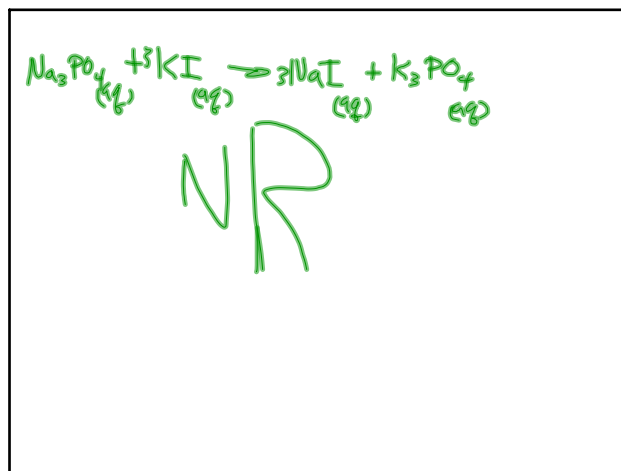 Na₃PO₄(aq) + 3KI(aq) → 3NaI(aq) + K₃PO₄(aq)
NR